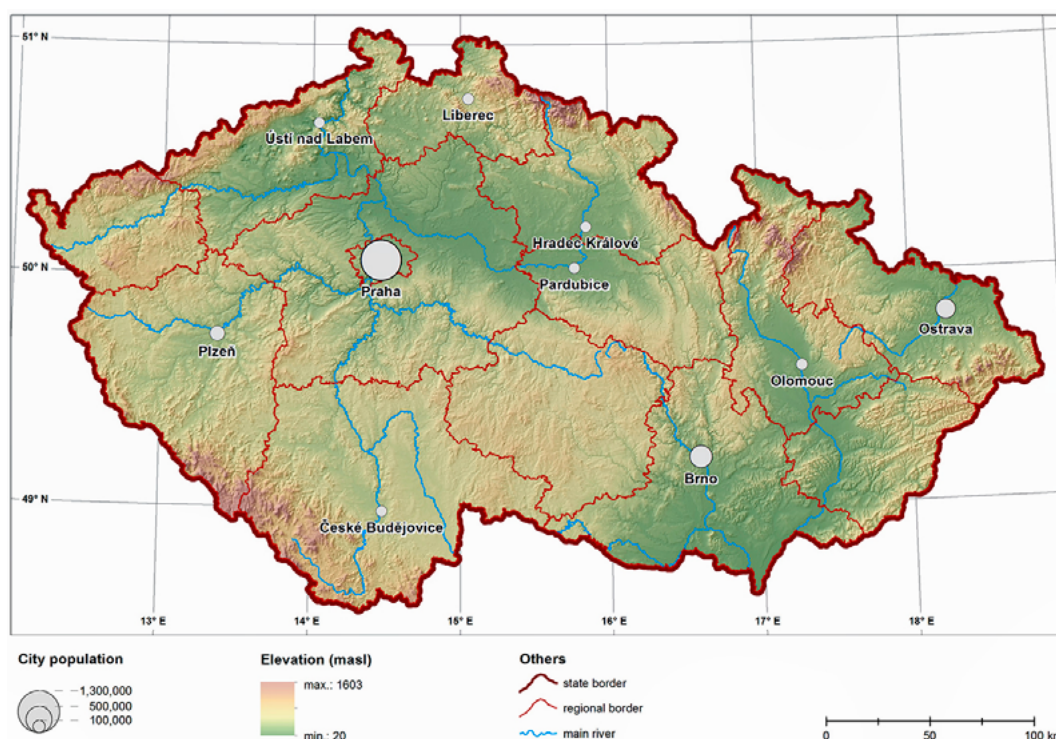 51° N
Liberec
Ústí nad Labem
Hradec Králové
50° N
Praha
Pardubice
Ostrava
Plzeň
Olomouc
Brno
49° N
České Budějovice
13° E
14° E
15° E
16° E
17° E
18° E
City population
1,300,000
500,000
100,000
Elevation (masl)
max.: 1603
min.: 20
Others
state border
regional border
main river
0 50 100 km